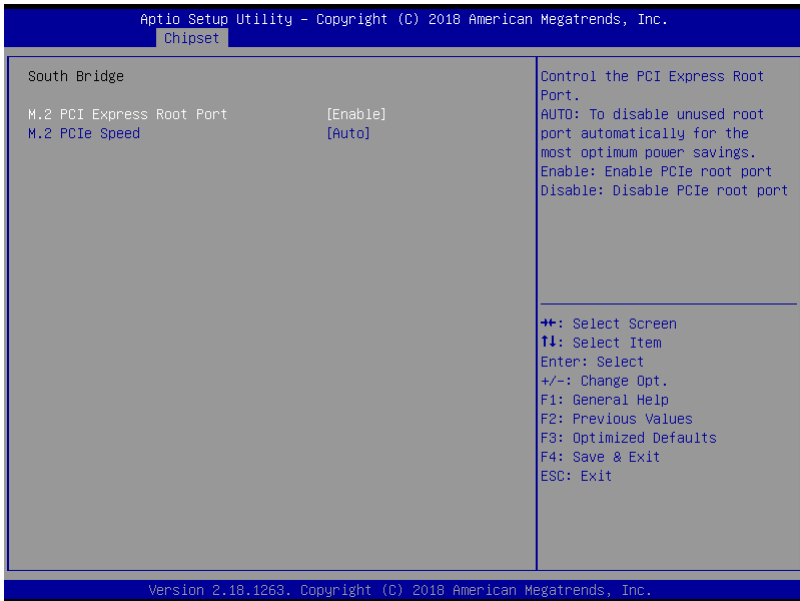 Aptio Setup Utility – Copyright (C) 2018 American Megatrends, Inc.
Chipset
South Bridge
M.2 PCI Express Root Port [Enable]
M.2 PCIe Speed [Auto]
Control the PCI Express Root
Port.
AUTO: To disable unused root
port automatically for the
most optimum power savings.
Enable: Enable PCIe root port
Disable: Disable PCIe root port
→←: Select Screen
↑↓: Select Item
Enter: Select
+/-: Change Opt.
F1: General Help
F2: Previous Values
F3: Optimized Defaults
F4: Save & Exit
ESC: Exit
Version 2.18.1263. Copyright (C) 2018 American Megatrends, Inc.